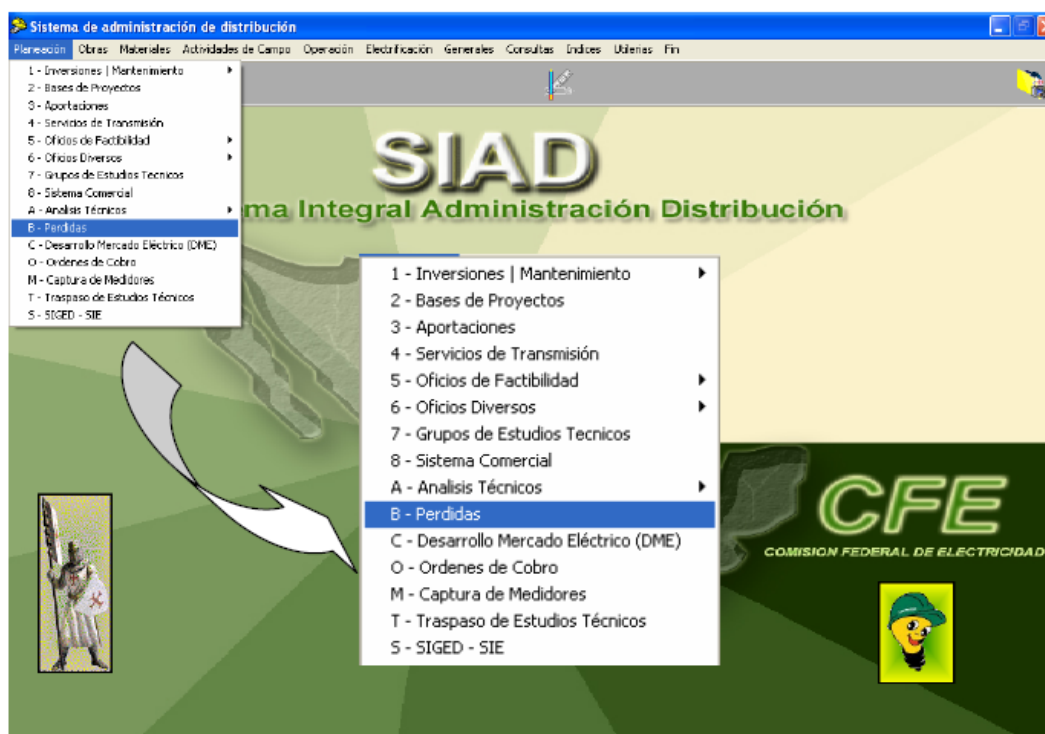 Sistema de administración de distribución
Planeación Obras Materiales Actividades de Campo Operación Electrificación Generales Consultas Indices Utilerias Fin
1 - Inversiones | Mantenimiento
2 - Bases de Proyectos
3 - Aportaciones
4 - Servicios de Transmisión
5 - Oficios de Factibilidad
6 - Oficios Diversos
7 - Grupos de Estudios Tecnicos
8 - Sistema Comercial
A - Analisis Técnicos
B - Perdidas
C - Desarrollo Mercado Eléctrico (DME)
O - Ordenes de Cobro
M - Captura de Medidores
T - Traspaso de Estudios Técnicos
S - SIGED - SIE
SIAD
ma Integral Administración Distribución
1 - Inversiones | Mantenimiento
2 - Bases de Proyectos
3 - Aportaciones
4 - Servicios de Transmisión
5 - Oficios de Factibilidad
6 - Oficios Diversos
7 - Grupos de Estudios Tecnicos
8 - Sistema Comercial
A - Analisis Técnicos
B - Perdidas
C - Desarrollo Mercado Eléctrico (DME)
O - Ordenes de Cobro
M - Captura de Medidores
T - Traspaso de Estudios Técnicos
S - SIGED - SIE
CFE
COMISION FEDERAL DE ELECTRICIDAD